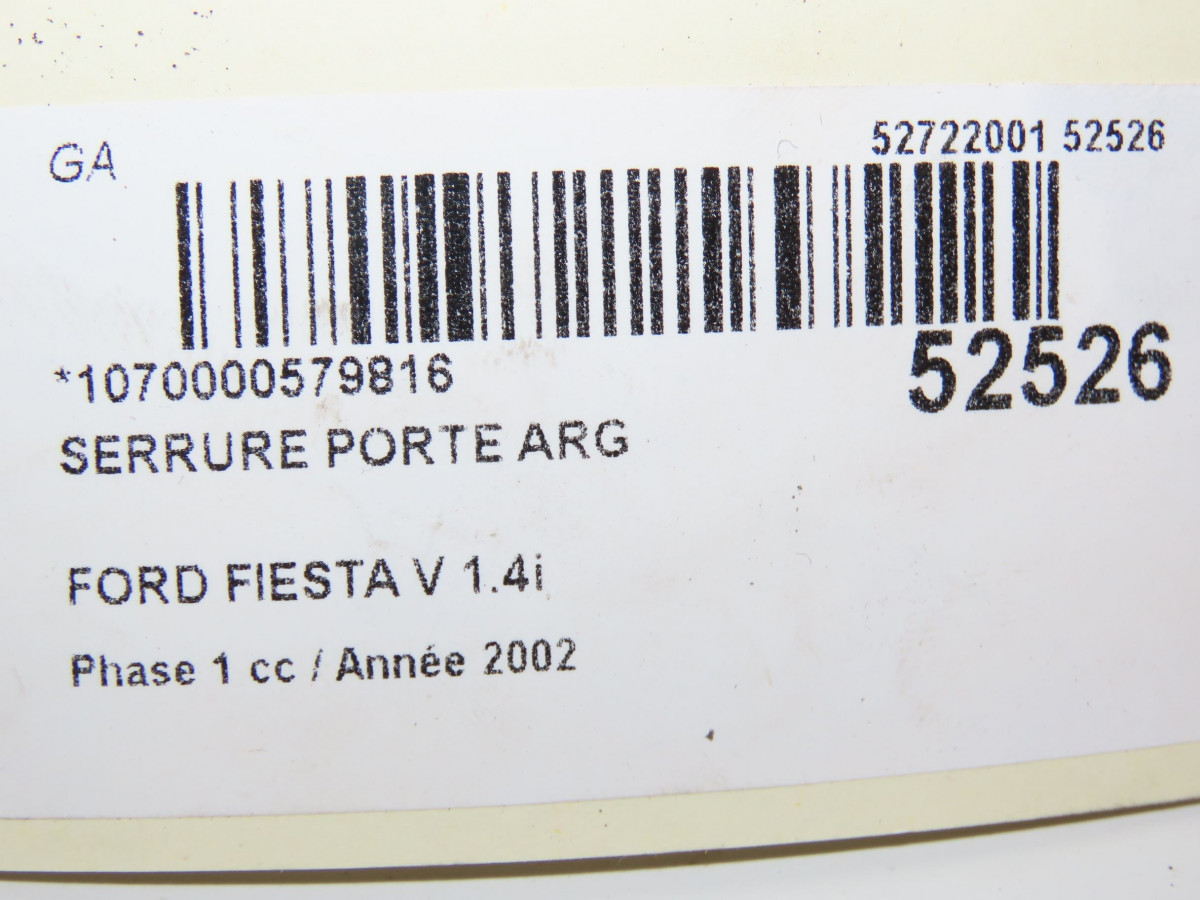 GA
52722001 52526
*1070000579816
52526
SERRURE PORTE ARG
FORD FIESTA V 1.4i
Phase 1 cc / Année 2002